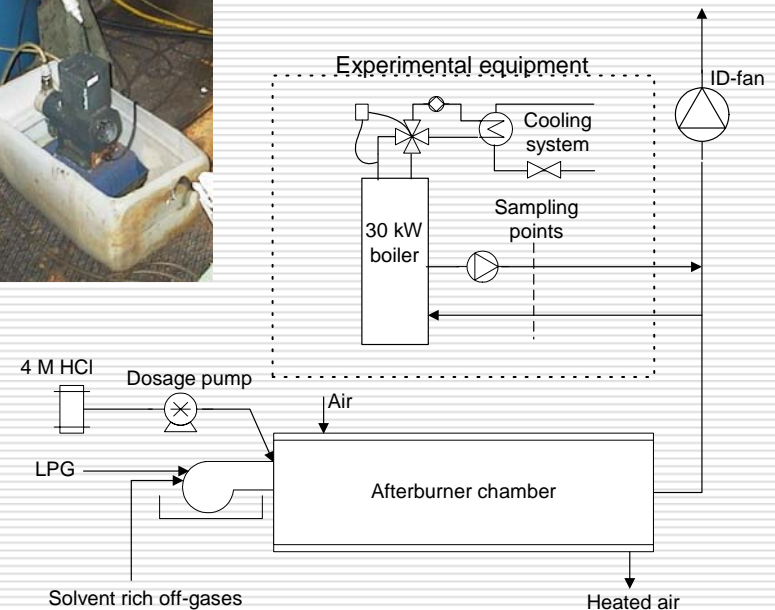 Experimental equipment
ID-fan
Cooling
system
Sampling
points
30 kW
boiler
4 M HCl
Dosage pump
Air
LPG
Afterburner chamber
Solvent rich off-gases
Heated air